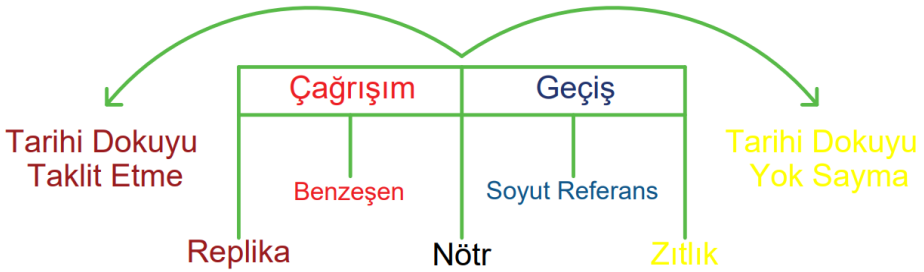 Çağrışım
Geçiş
Tarihi Dokuyu
Taklit Etme
Tarihi Dokuyu
Yok Sayma
Benzeşen
Soyut Referans
Replika
Nötr
Zıtlık